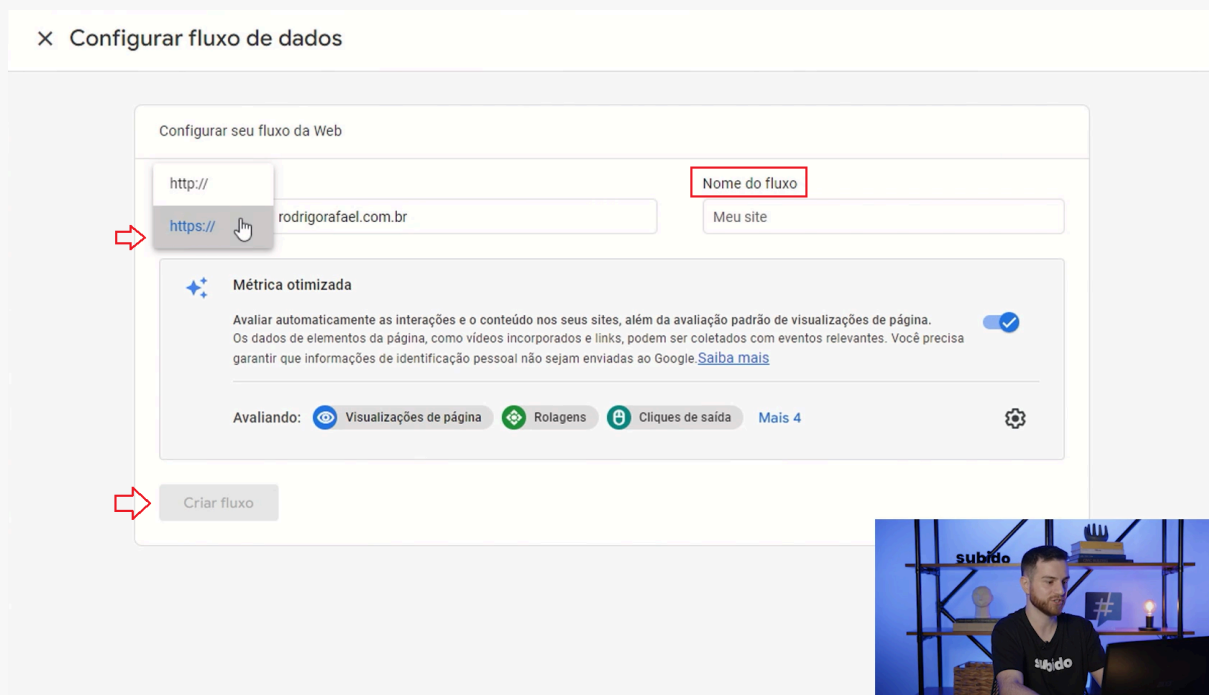 Configurar fluxo de dados
Configurar seu fluxo da Web
http://
Nome do fluxo
https://
rodrigorafael.com.br
Meu site
Métrica otimizada
Avaliar automaticamente as interações e o conteúdo nos seus sites, além da avaliação padrão de visualizações de página.
Os dados de elementos da página, como vídeos incorporados e links, podem ser coletados com eventos relevantes. Você precisa
garantir que informações de identificação pessoal não sejam enviadas ao Google.Saiba mais
Avaliando:
Visualizações de página
Rolagens
Cliques de saída
Mais 4
Criar fluxo
subido
#
subido